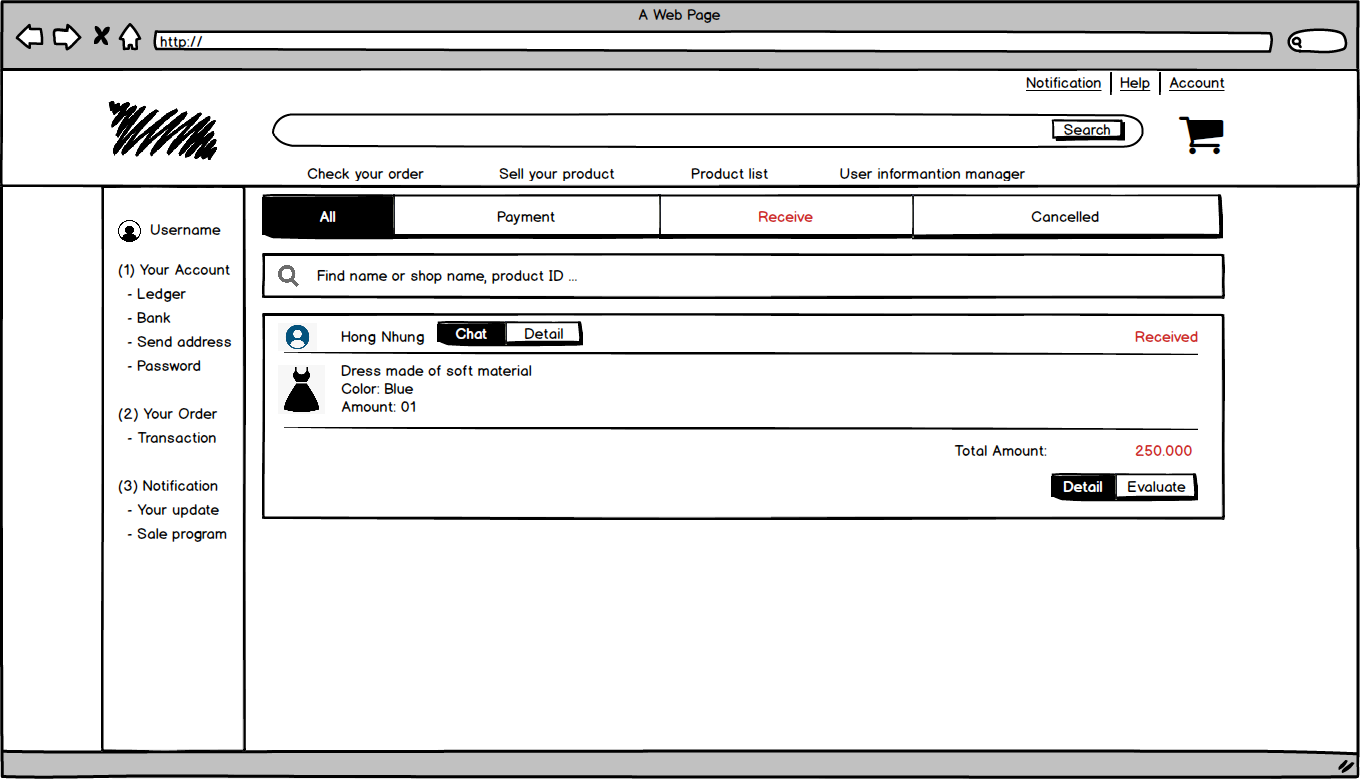 A Web Page
http://
Notification Help Account
Search
Check your order Sell your product Product list User informantion manager
Username
(1) Your Account
- Ledger
- Bank
- Send address
- Password
(2) Your Order
- Transaction
(3) Notification
- Your update
- Sale program
All Payment Receive Cancelled
Find name or shop name, product ID ...
Hong Nhung Chat Detail Received
Dress made of soft material
Color: Blue
Amount: 01
Total Amount: 250.000
Detail Evaluate